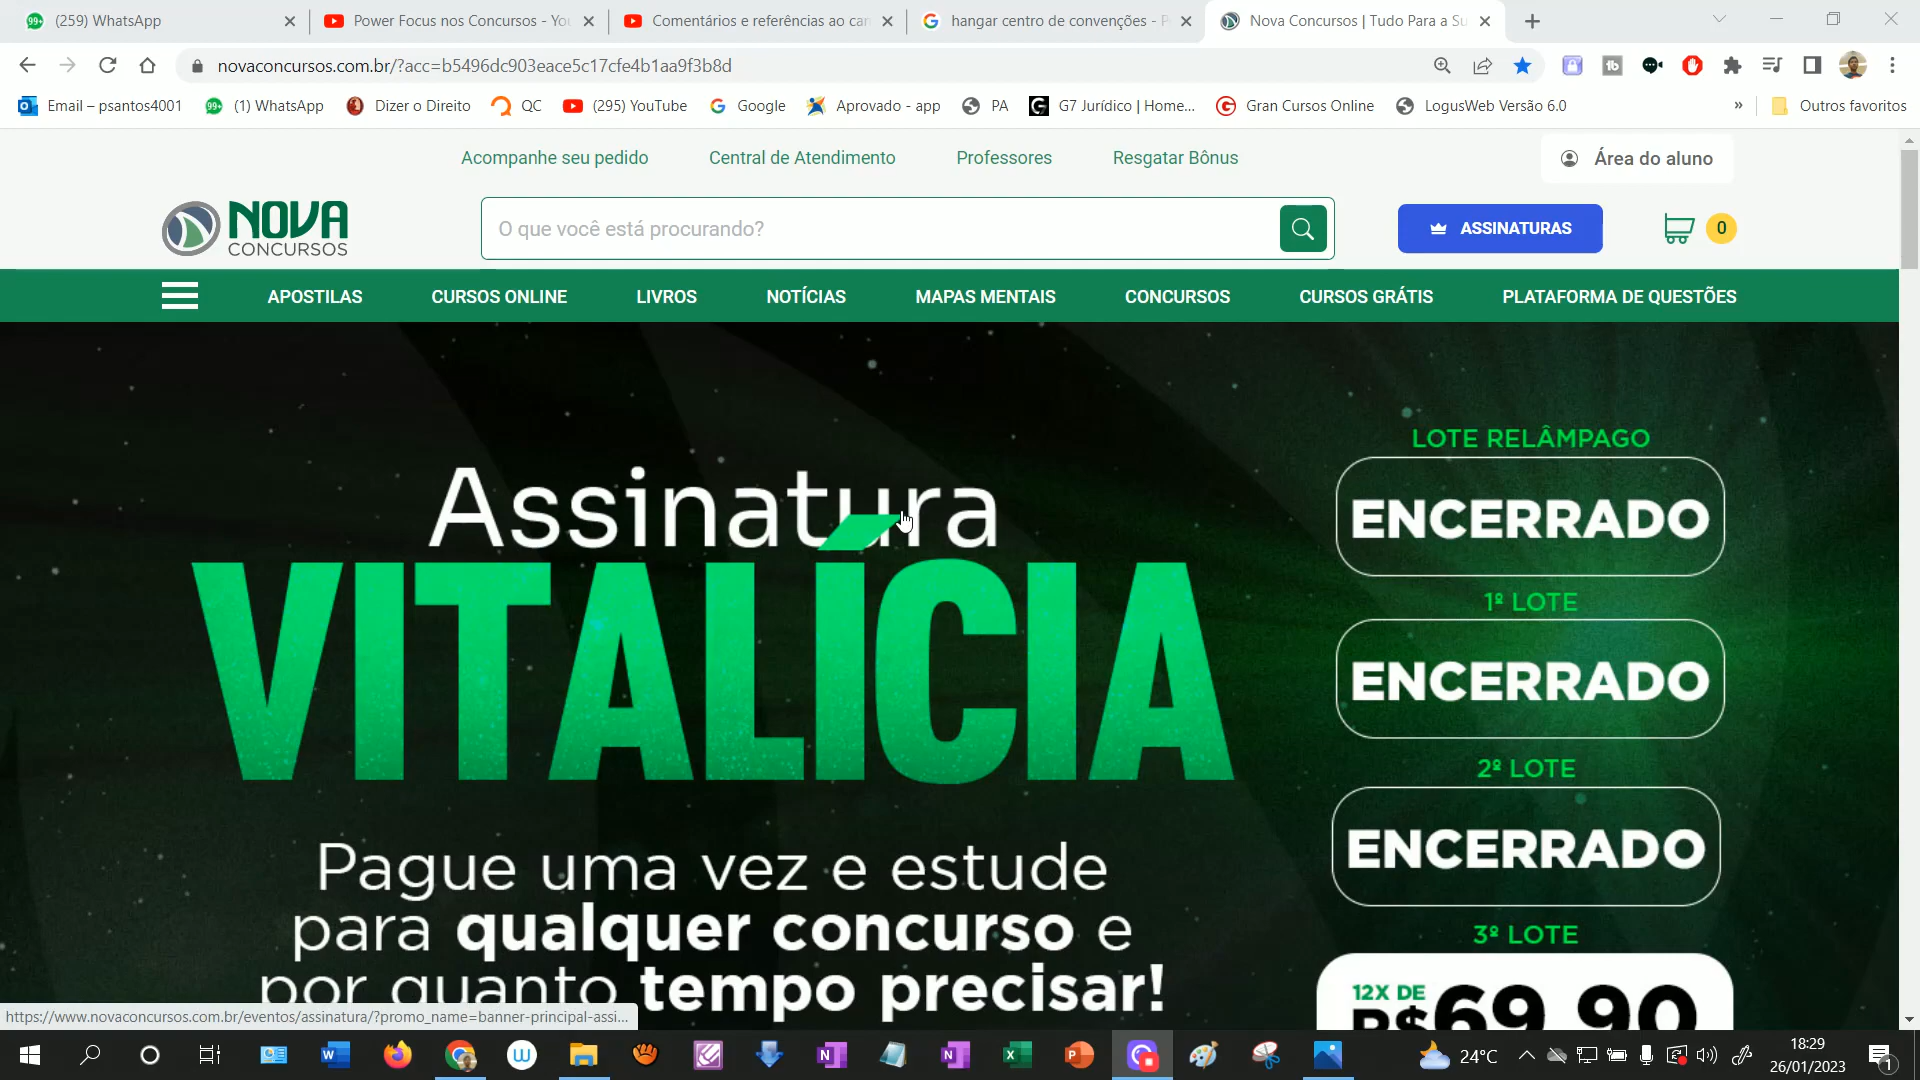 (259) WhatsApp
Power Focus nos Concursos - You
Comentários e referências ao can
hangar centro de convenções - P
Nova Concursos | Tudo Para a Su
novaconcursos.com.br/?acc=b5496dc903eace5c17cfe4b1aa9f3b8d
Email – psantos4001
(1) WhatsApp
Dizer o Direito
QC
(295) YouTube
Google
Aprovado - app
PA
G7 Jurídico | Home...
Gran Cursos Online
LogusWeb Versão 6.0
»
Outros favoritos
Acompanhe seu pedido
Central de Atendimento
Professores
Resgatar Bônus
Área do aluno
NOVA
CONCURSOS
O que você está procurando?
ASSINATURAS
0
APOSTILAS
CURSOS ONLINE
LIVROS
NOTÍCIAS
MAPAS MENTAIS
CONCURSOS
CURSOS GRÁTIS
PLATAFORMA DE QUESTÕES
Assinatura
VITALÍCIA
Pague uma vez e estude
para qualquer concurso e
por quanto tempo precisar!
LOTE RELÂMPAGO
ENCERRADO
1º LOTE
ENCERRADO
2º LOTE
ENCERRADO
3º LOTE
12X DE
R$69,90
https://www.novaconcursos.com.br/eventos/assinatura/?promo_name=banner-principal-assi...
24°C
18:29
26/01/2023
1